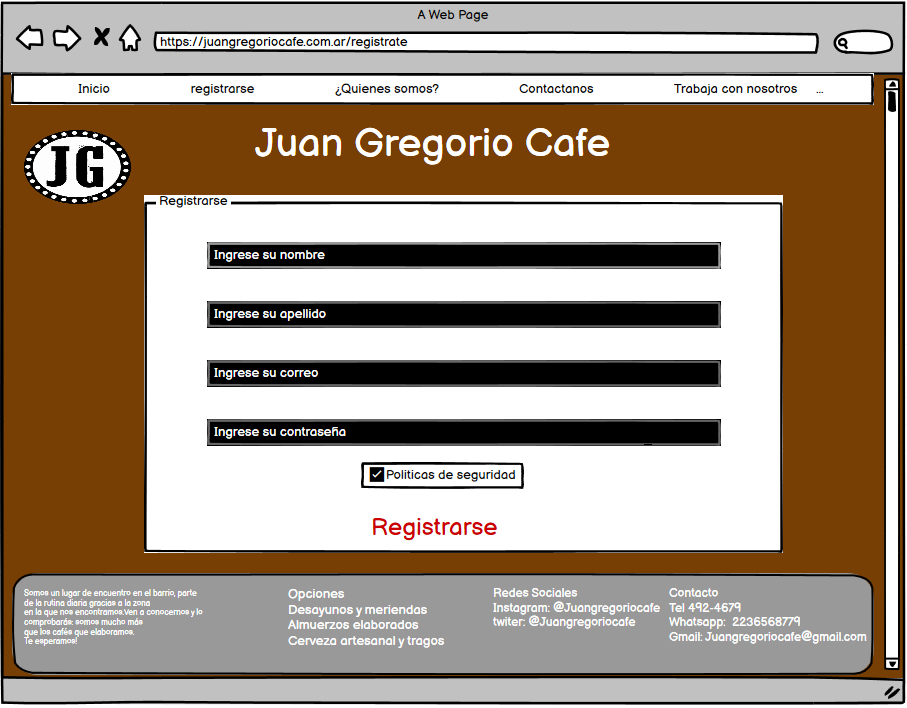 A Web Page
https://juangregoriocafe.com.ar/registrate
Inicio registrarse ¿Quienes somos? Contactanos Trabaja con nosotros ...
JG
Juan Gregorio Cafe
Registrarse
Ingrese su nombre
Ingrese su apellido
Ingrese su correo
Ingrese su contraseña
Politicas de seguridad
Registrarse
Somos un lugar de encuentro en el barrio, parte
de la rutina diaria gracias a la zona
en la que nos encontramos.Ven a conocernos y lo
comprobarás: somos mucho más
que los cafés que elaboramos.
Te esperamos!
Opciones
Desayunos y meriendas
Almuerzos elaborados
Cerveza artesanal y tragos
Redes Sociales
Instagram: @Juangregoriocafe
twiter: @Juangregoriocafe
Contacto
Tel 492-4679
Whatsapp: 2236568779
Gmail: Juangregoriocafe@gmail.com